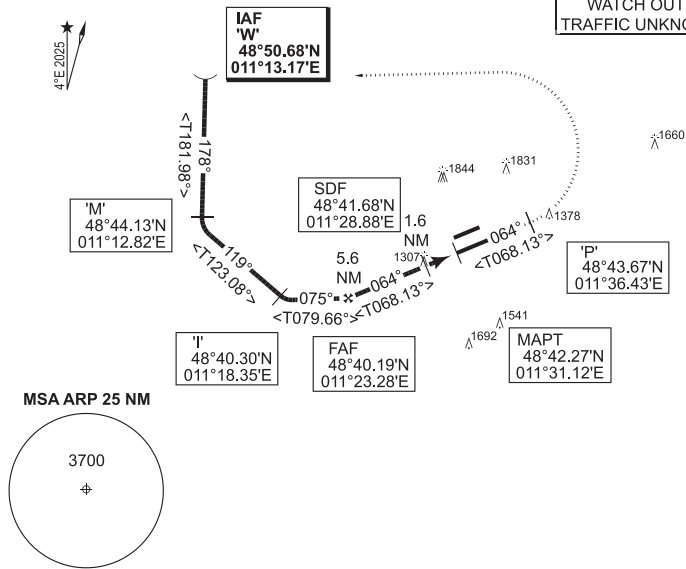 WATCH OUT
TRAFFIC UNKNO
IAF
'W'
48°50.68'N
011°13.17'E
4°E 2025
1660
178°
<T181.98°>
1844
1831
SDF
48°41.68'N
011°28.88'E
'M'
48°44.13'N
011°12.82'E
1.6
NM
1378
064°
<T068.13°>
119°
<T123.08°>
5.6
NM
1307
'P'
48°43.67'N
011°36.43'E
064°
<T068.13°>
075°
<T079.66°>
1541
1692
'I'
48°40.30'N
011°18.35'E
FAF
48°40.19'N
011°23.28'E
MAPT
48°42.27'N
011°31.12'E
MSA ARP 25 NM
3700